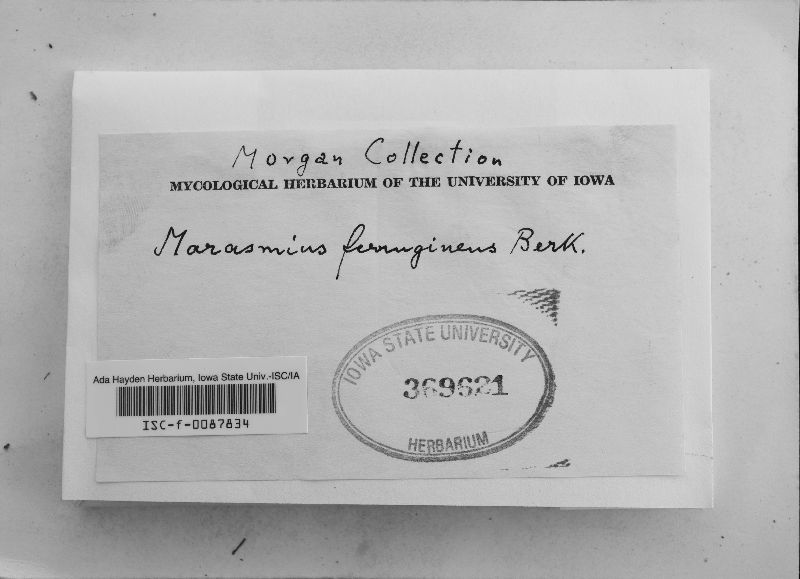 Morgan Collection
MYCOLOGICAL HERBARIUM OF THE UNIVERSITY OF IOWA
Marasmius ferrugineus Berk.
IOWA STATE UNIVERSITY
369621
HERBARIUM
Ada Hayden Herbarium, Iowa State Univ.-ISC/IA
ISC-f-0087834